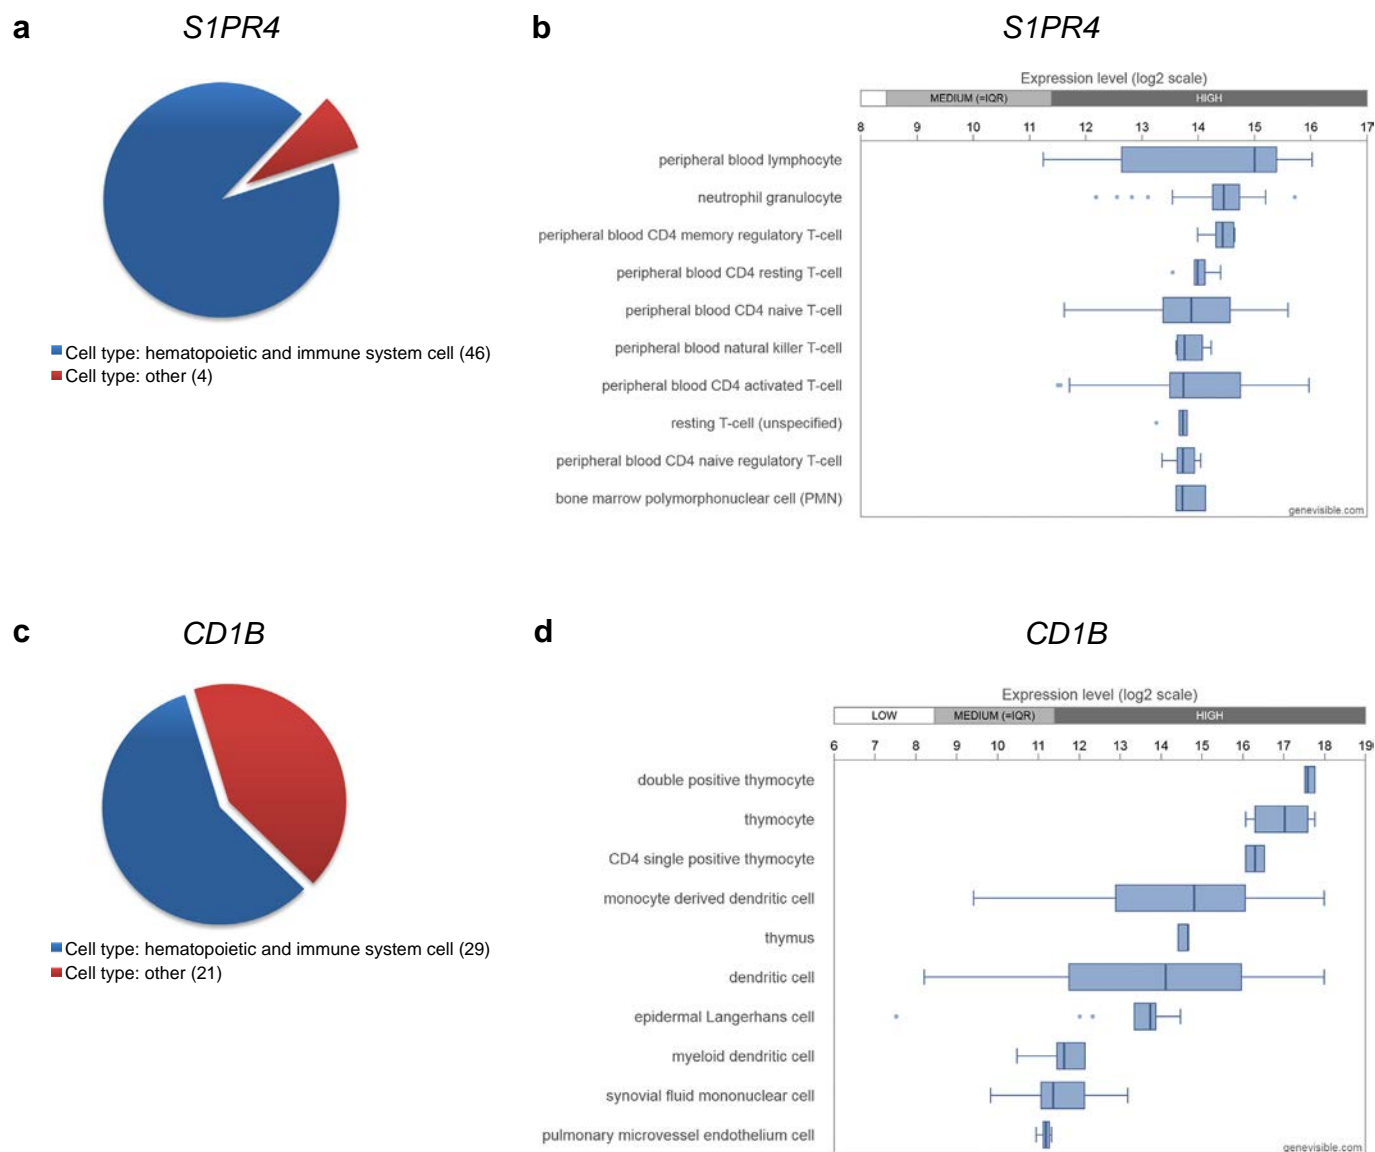 a
S1PR4
Cell type: hematopoietic and immune system cell (46)
Cell type: other (4)
b
S1PR4
Expression level (log2 scale)
MEDIUM (=IQR) HIGH
8 9 10 11 12 13 14 15 16 17
peripheral blood lymphocyte
neutrophil granulocyte
peripheral blood CD4 memory regulatory T-cell
peripheral blood CD4 resting T-cell
peripheral blood CD4 naive T-cell
peripheral blood natural killer T-cell
peripheral blood CD4 activated T-cell
resting T-cell (unspecified)
peripheral blood CD4 naive regulatory T-cell
bone marrow polymorphonuclear cell (PMN)
genevisible.com
c
CD1B
Cell type: hematopoietic and immune system cell (29)
Cell type: other (21)
d
CD1B
Expression level (log2 scale)
LOW MEDIUM (=IQR) HIGH
6 7 8 9 10 11 12 13 14 15 16 17 18 19
double positive thymocyte
thymocyte
CD4 single positive thymocyte
monocyte derived dendritic cell
thymus
dendritic cell
epidermal Langerhans cell
myeloid dendritic cell
synovial fluid mononuclear cell
pulmonary microvessel endothelium cell
genevisible.com